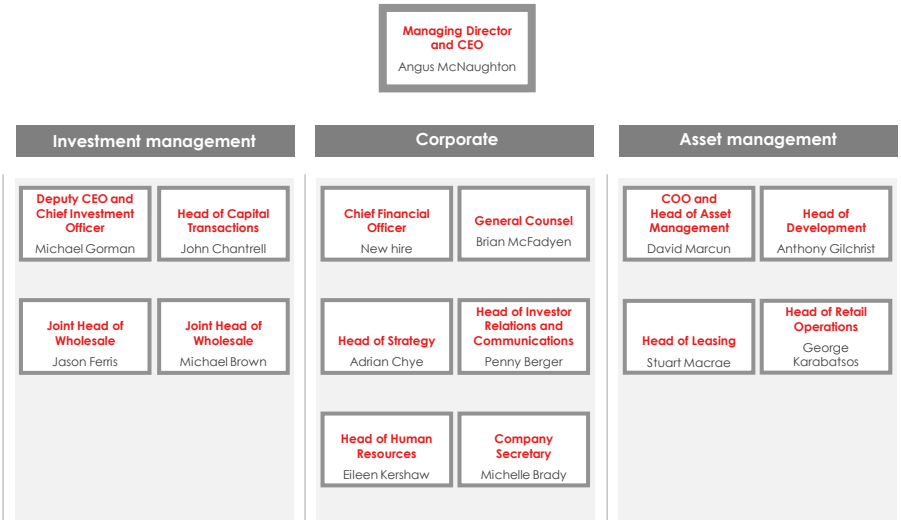 Managing Director
and CEO
Angus McNaughton
Investment management
Corporate
Asset management
Deputy CEO and
Chief Investment
Officer
Michael Gorman
Head of Capital
Transactions
John Chantrell
Joint Head of
Wholesale
Jason Ferris
Joint Head of
Wholesale
Michael Brown
Chief Financial
Officer
New hire
General Counsel
Brian McFadyen
Head of Strategy
Adrian Chye
Head of Investor
Relations and
Communications
Penny Berger
Head of Human
Resources
Eileen Kershaw
Company
Secretary
Michelle Brady
COO and
Head of Asset
Management
David Marcun
Head of
Development
Anthony Gilchrist
Head of Leasing
Stuart Macrae
Head of Retail
Operations
George
Karabatsos